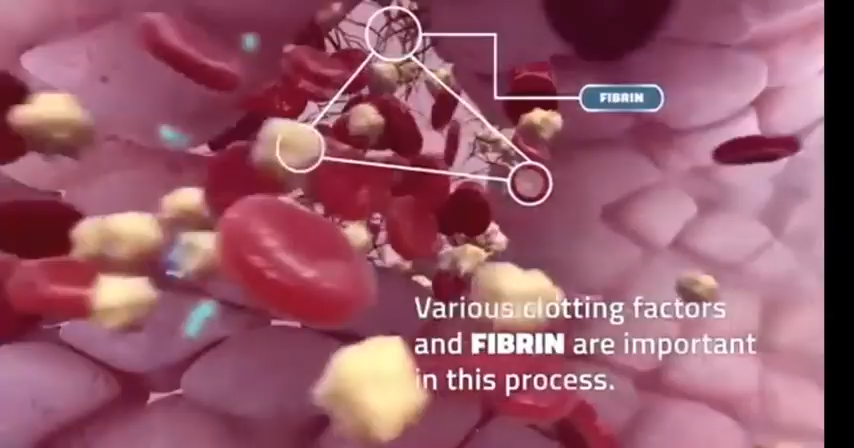 FIBRIN
Various clotting factors
and FIBRIN are important
in this process.